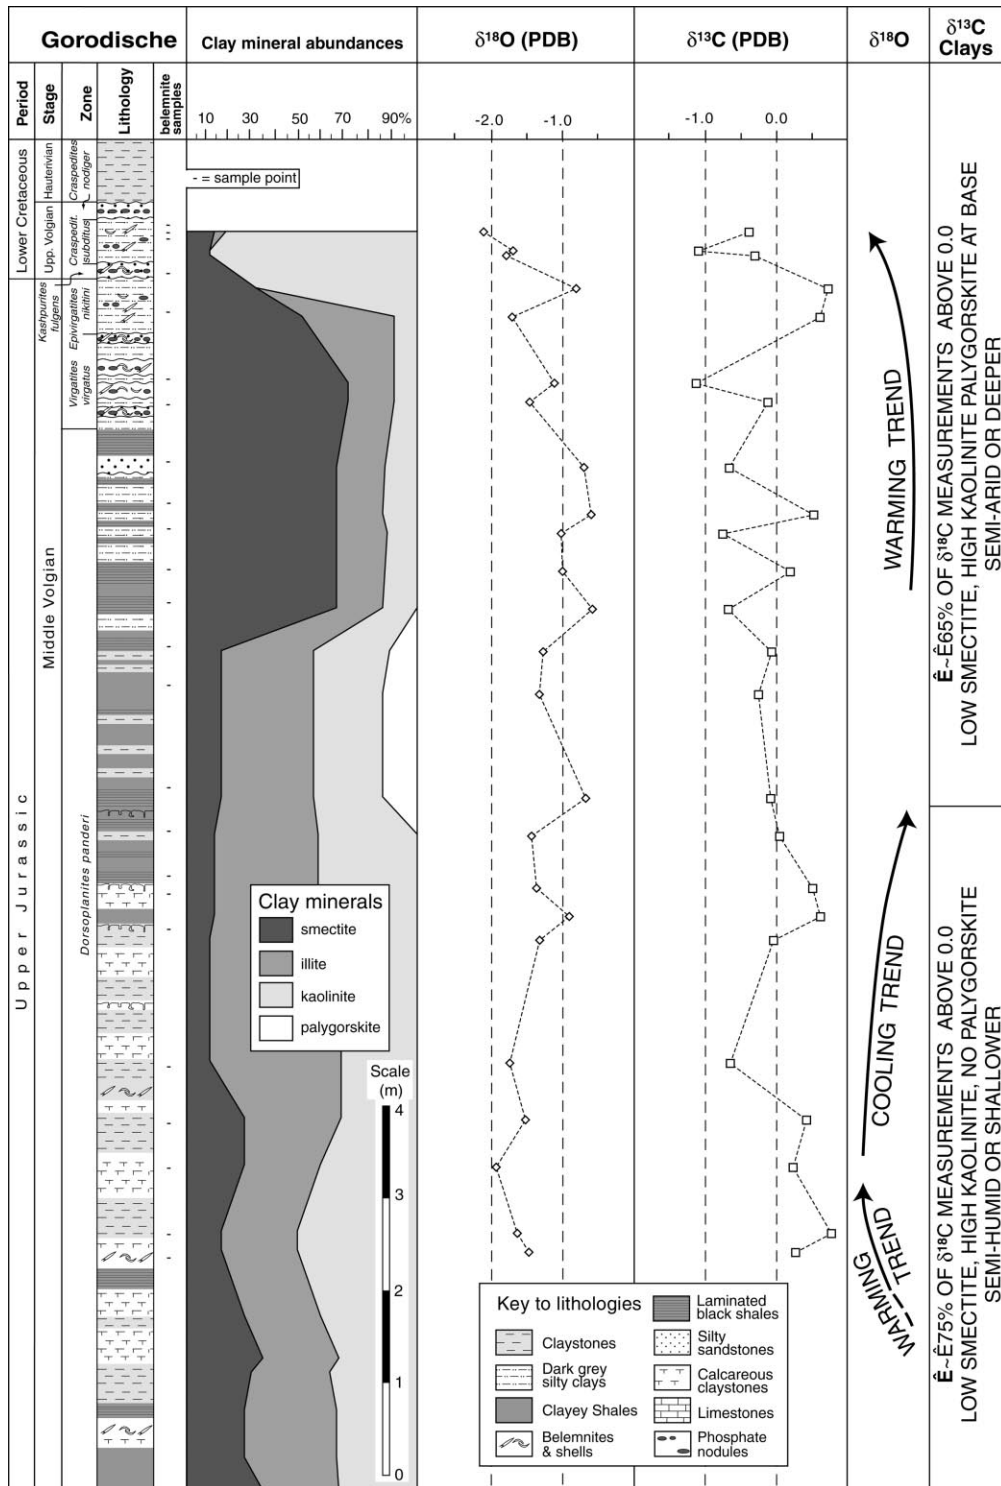 Gorodische
Clay mineral abundances
δ18O (PDB)
δ13C (PDB)
δ18O
δ13C
Clays
Period
Stage
Zone
Lithology
belemnite
samples
10 30 50 70 90%
-2.0 -1.0
-1.0 0.0
- = sample point
Lower Cretaceous
Upper Jurassic
Hauterivian
Upp. Volgian
Middle Volgian
Craspedites
nodiger
Craspedit.
subditus
Kashpurites
fulgens
Epivirgatites
nikitini
Virgatites
virgatus
Dorsoplanites panderi
Clay minerals
smectite
illite
kaolinite
palygorskite
Scale
(m)
4
3
2
1
0
WARMING TREND
COOLING TREND
WARMING
TREND
Ê~Ê65% OF δ18C MEASUREMENTS ABOVE 0.0
LOW SMECTITE, HIGH KAOLINITE PALYGORSKITE AT BASE
SEMI-ARID OR DEEPER
Ê~Ê75% OF δ18C MEASUREMENTS ABOVE 0.0
LOW SMECTITE, HIGH KAOLINITE, NO PALYGORSKITE
SEMI-HUMID OR SHALLOWER
Key to lithologies
Claystones
Dark grey
silty clays
Clayey Shales
Belemnites
& shells
Laminated
black shales
Silty
sandstones
Calcareous
claystones
Limestones
Phosphate
nodules